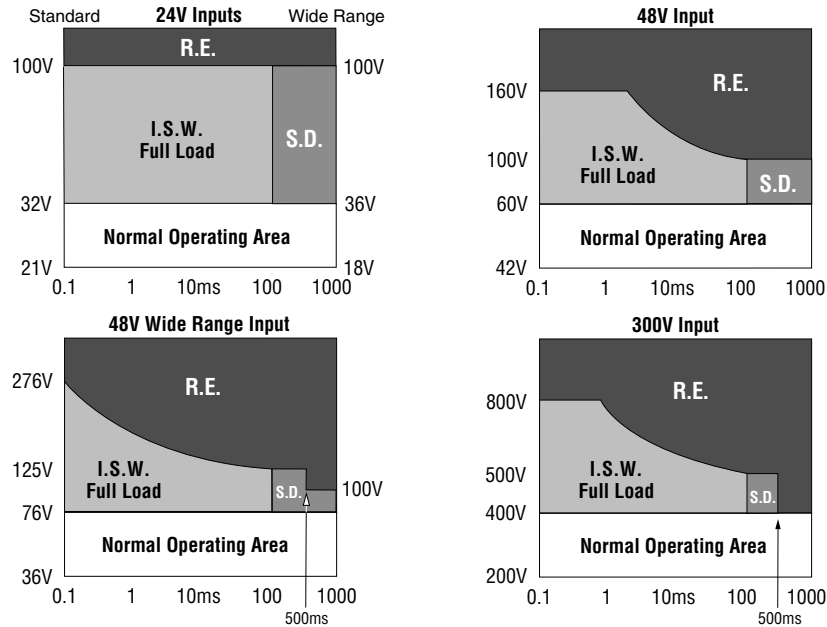 24V Inputs
Standard
Wide Range
R.E.
100V
100V
I.S.W.
Full Load
S.D.
32V
36V
Normal Operating Area
21V
18V
0.1 1 10ms 100 1000
48V Input
R.E.
160V
I.S.W.
Full Load
100V
S.D.
60V
Normal Operating Area
42V
0.1 1 10ms 100 1000
48V Wide Range Input
276V
R.E.
125V
I.S.W.
Full Load
S.D.
100V
76V
Normal Operating Area
36V
0.1 1 10ms 100 1000
500ms
300V Input
800V
R.E.
I.S.W.
Full Load
500V
S.D.
400V
Normal Operating Area
200V
0.1 1 10ms 100 1000
500ms